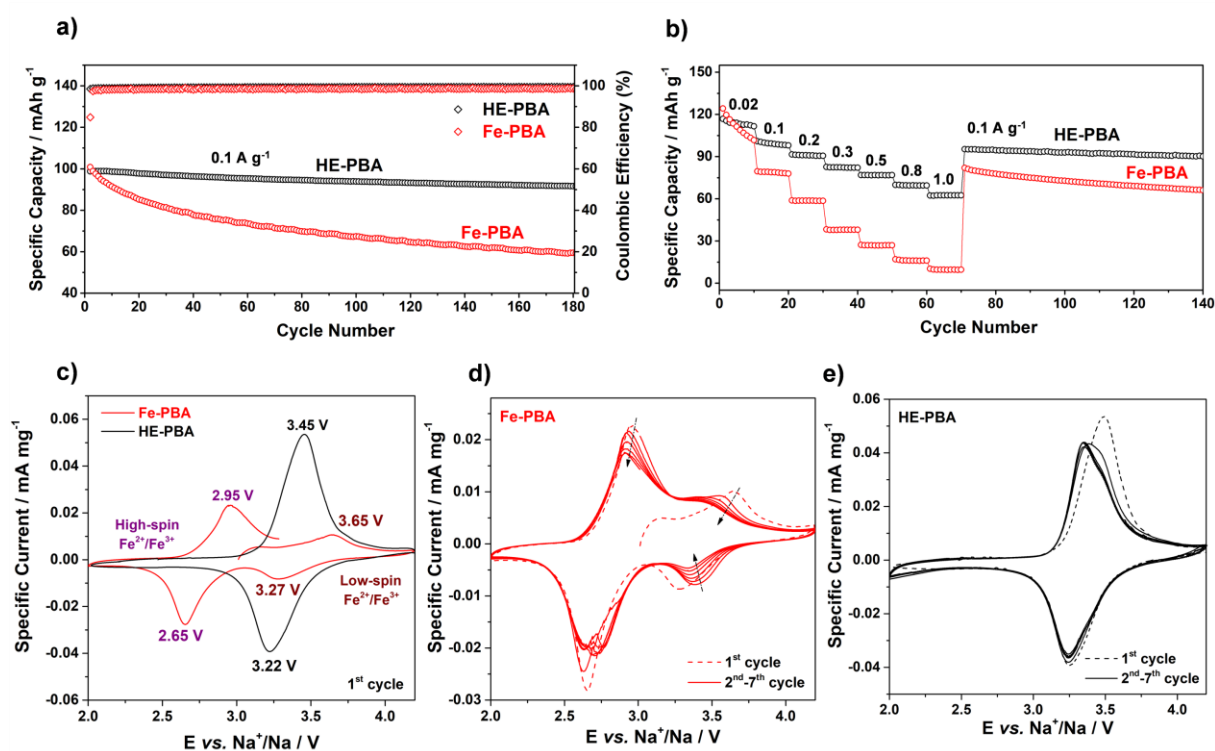 a)
Specific Capacity / mAh g⁻¹
140
120
100
80
60
40
0 20 40 60 80 100 120 140 160 180
Cycle Number
100
80
60
40
20
0
Coulombic Efficiency (%)
HE-PBA
Fe-PBA
0.1 A g⁻¹
HE-PBA
Fe-PBA
b)
Specific Capacity / mAh g⁻¹
150
120
90
60
30
0
0 20 40 60 80 100 120 140
Cycle Number
0.02
0.1
0.2
0.3
0.5
0.8
1.0
0.1 A g⁻¹
HE-PBA
Fe-PBA
c)
Specific Current / mA mg⁻¹
0.06
0.04
0.02
0.00
-0.02
-0.04
-0.06
2.0 2.5 3.0 3.5 4.0
E vs. Na⁺/Na / V
Fe-PBA
HE-PBA
3.45 V
2.95 V
3.65 V
High-spin
Fe²⁺/Fe³⁺
3.27 V
Low-spin
Fe²⁺/Fe³⁺
2.65 V
3.22 V
1ˢᵗ cycle
d)
Specific Current / mA mg⁻¹
0.02
0.01
0.00
-0.01
-0.02
-0.03
2.0 2.5 3.0 3.5 4.0
E vs. Na⁺/Na / V
Fe-PBA
1ˢᵗ cycle
2ⁿᵈ-7ᵗʰ cycle
e)
Specific Current / mA mg⁻¹
0.06
0.04
0.02
0.00
-0.02
-0.04
2.0 2.5 3.0 3.5 4.0
E vs. Na⁺/Na / V
HE-PBA
1ˢᵗ cycle
2ⁿᵈ-7ᵗʰ cycle